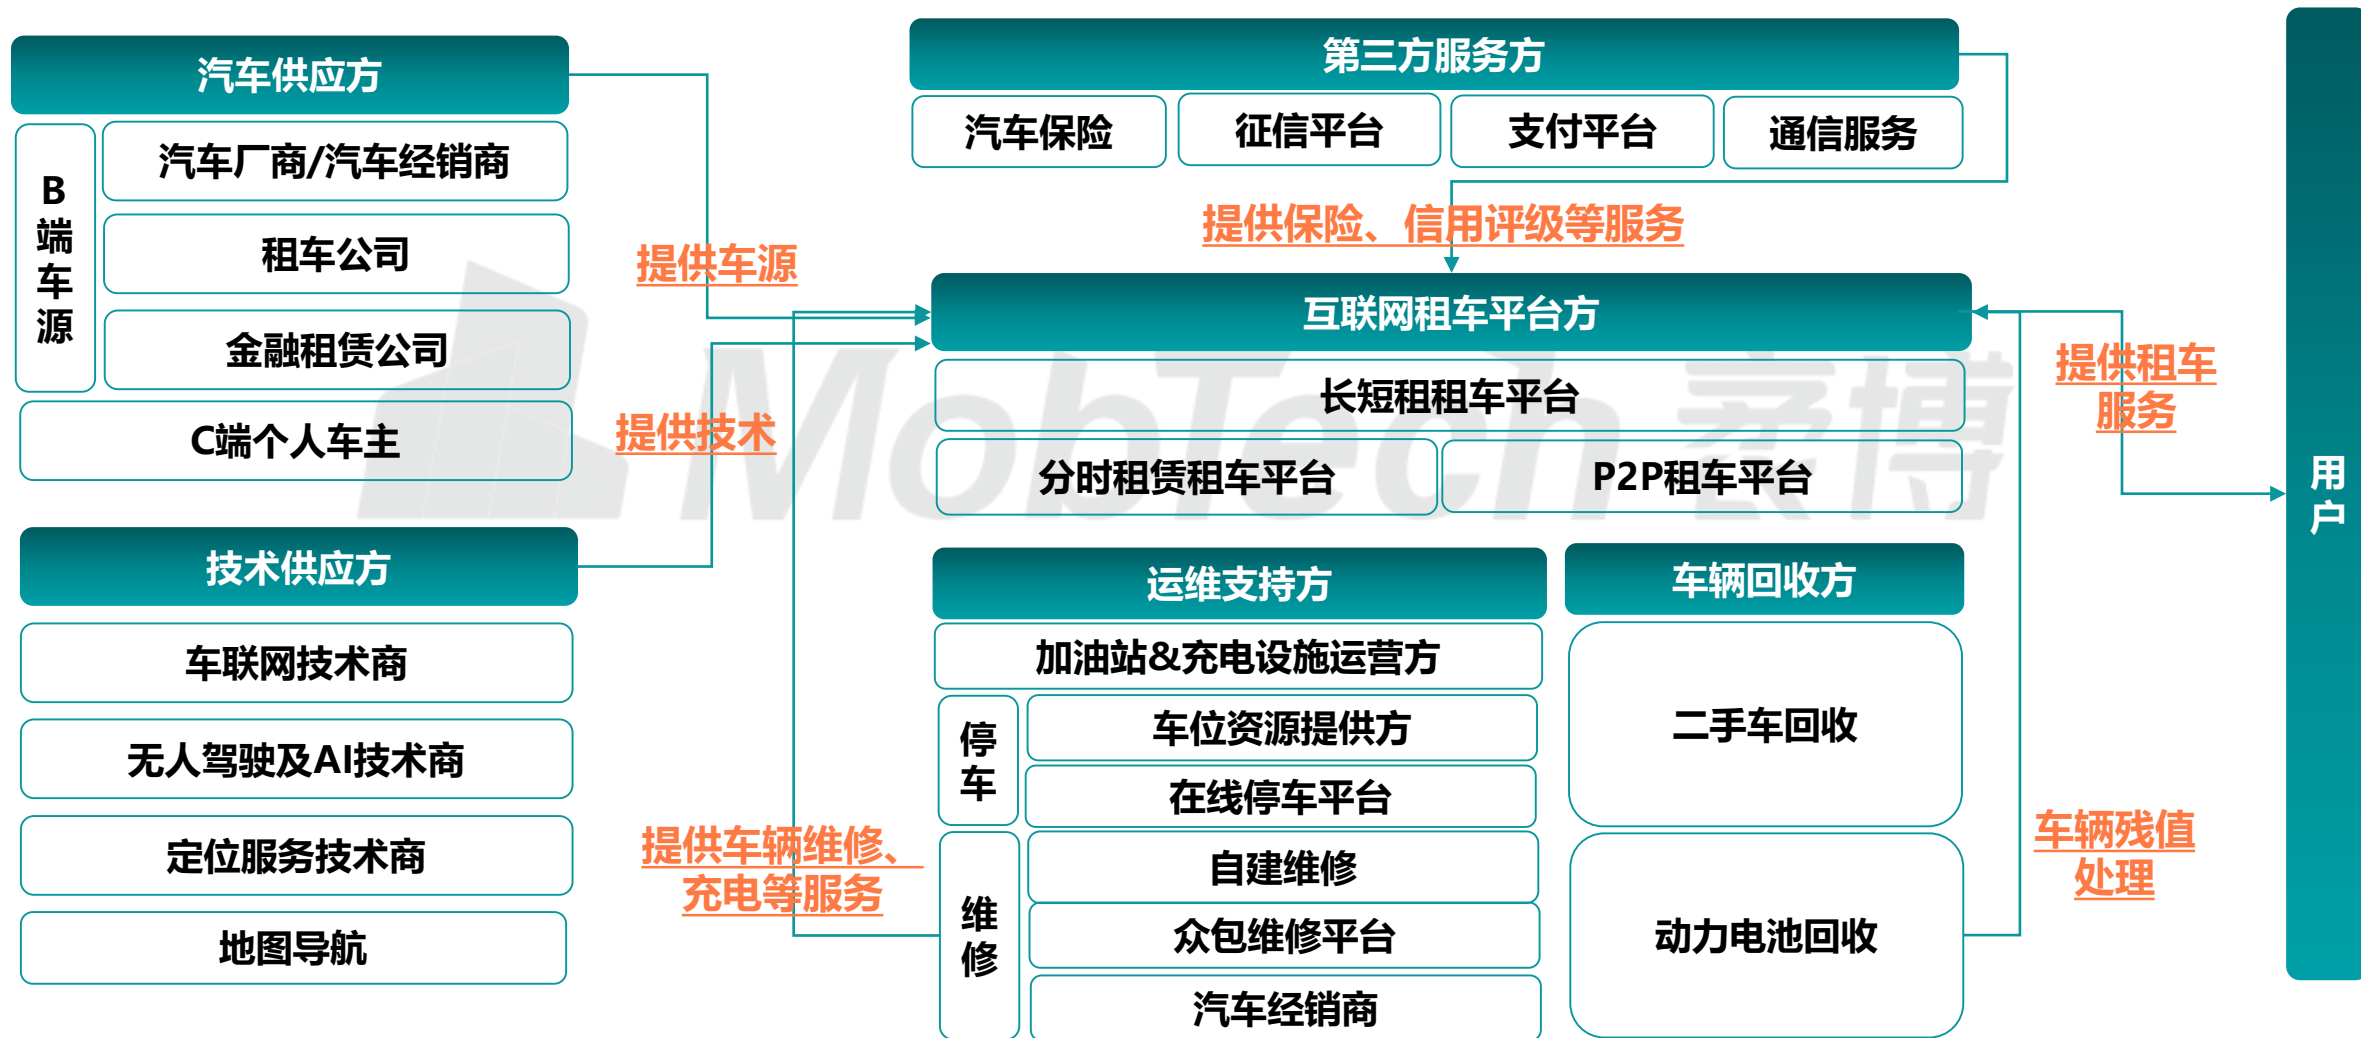 汽车供应方
B
端
车
源
汽车厂商/汽车经销商
租车公司
金融租赁公司
C端个人车主
技术供应方
车联网技术商
无人驾驶及AI技术商
定位服务技术商
地图导航
提供车源
提供技术
提供车辆维修、
充电等服务
第三方服务方
汽车保险
征信平台
支付平台
通信服务
提供保险、信用评级等服务
互联网租车平台方
长短租租车平台
分时租赁租车平台
P2P租车平台
运维支持方
加油站&充电设施运营方
停
车
车位资源提供方
在线停车平台
维
修
自建维修
众包维修平台
汽车经销商
车辆回收方
二手车回收
动力电池回收
提供租车
服务
车辆残值
处理
用
户
MobTech 袤博